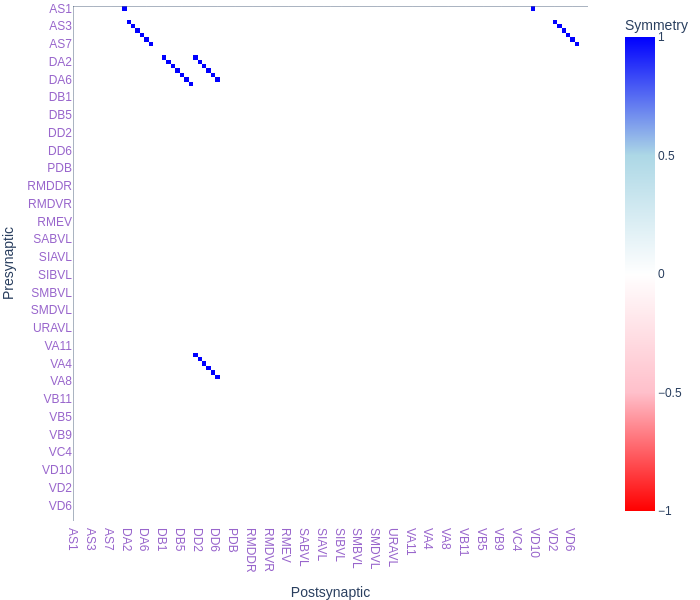 Symmetry
1
0.5
0
−0.5
−1
Presynaptic
AS1
AS3
AS7
DA2
DA6
DB1
DB5
DD2
DD6
PDB
RMDDR
RMDVR
RMEV
SABVL
SIAVL
SIBVL
SMBVL
SMDVL
URAVL
VA11
VA4
VA8
VB11
VB5
VB9
VC4
VD10
VD2
VD6
AS1
AS3
AS7
DA2
DA6
DB1
DB5
DD2
DD6
PDB
RMDDR
RMDVR
RMEV
SABVL
SIAVL
SIBVL
SMBVL
SMDVL
URAVL
VA11
VA4
VA8
VB11
VB5
VB9
VC4
VD10
VD2
VD6
Postsynaptic